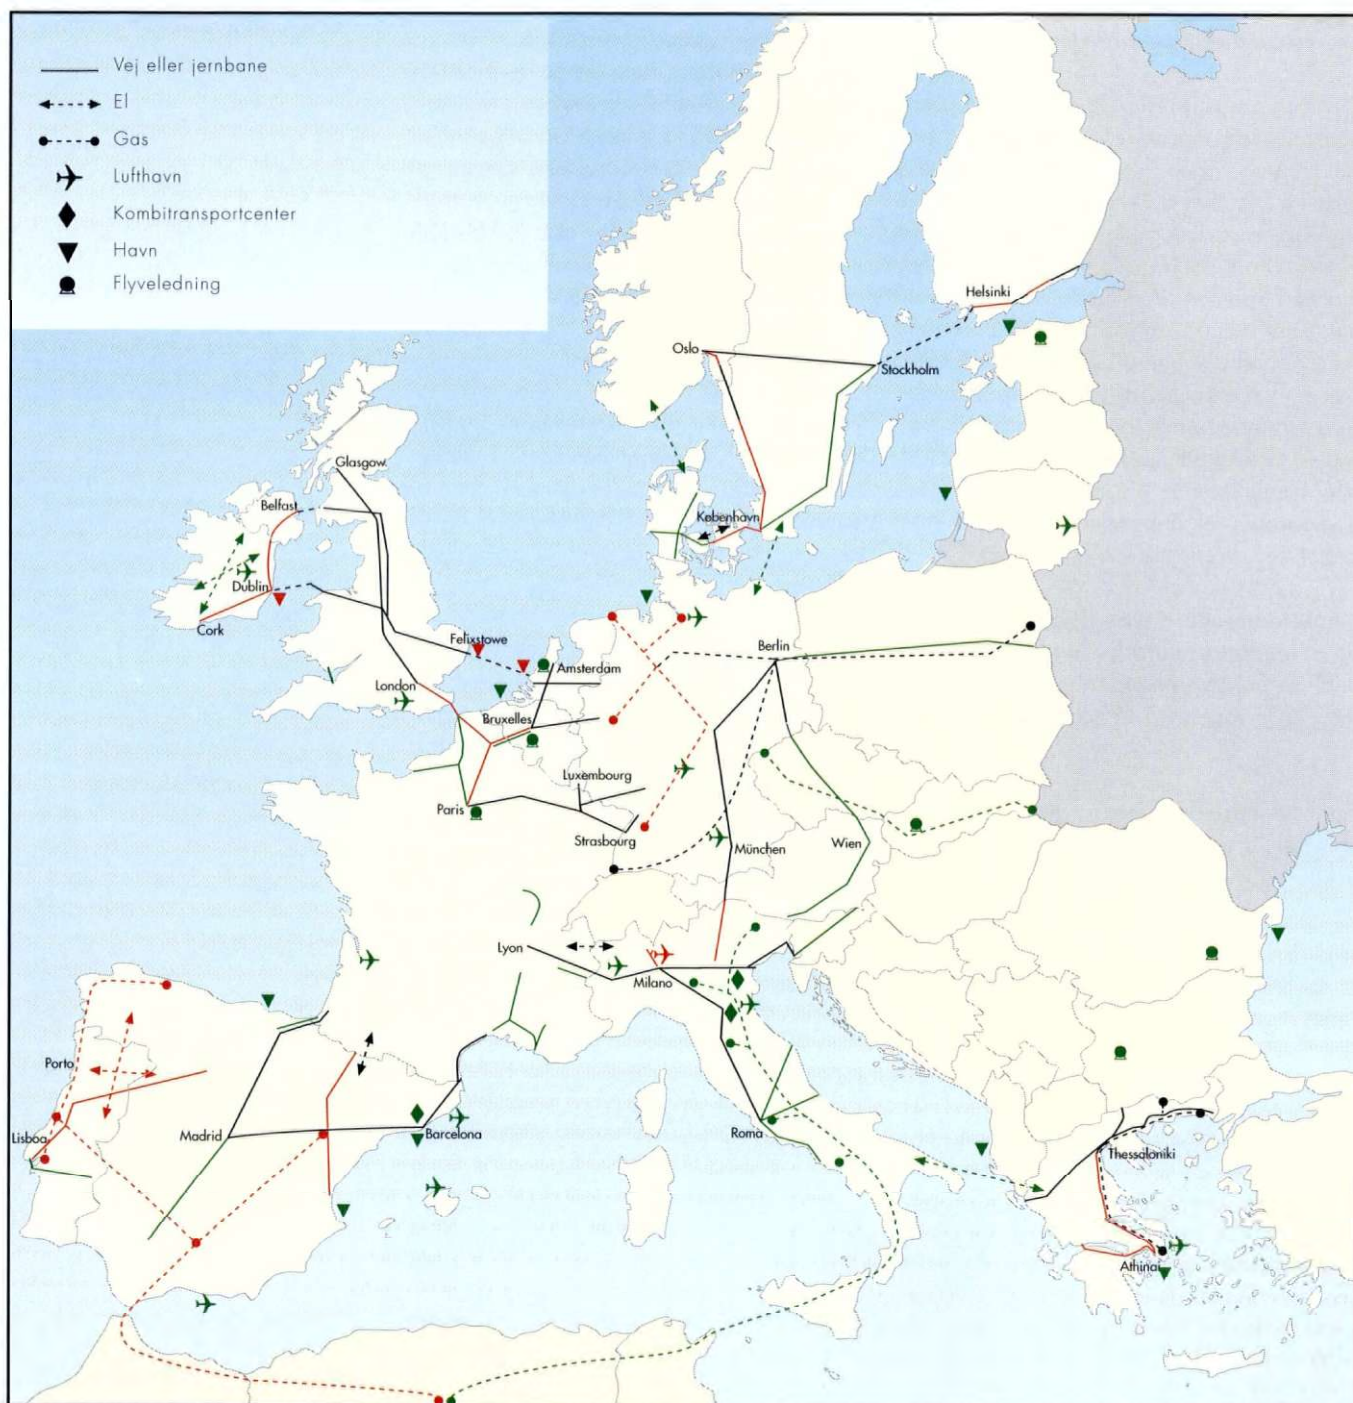 Vej eller jernbane
El
Gas
Lufthavn
Kombitransportcenter
Havn
Flyveledning
Helsinki
Oslo
Stockholm
Glasgow
Belfast
København
Dublin
Cork
Felixstowe
Berlin
Amsterdam
London
Bruxelles
Luxembourg
Paris
Strasbourg
München
Wien
Lyon
Milano
Porto
Madrid
Barcelona
Roma
Lisboa
Thessaloniki
Athinai